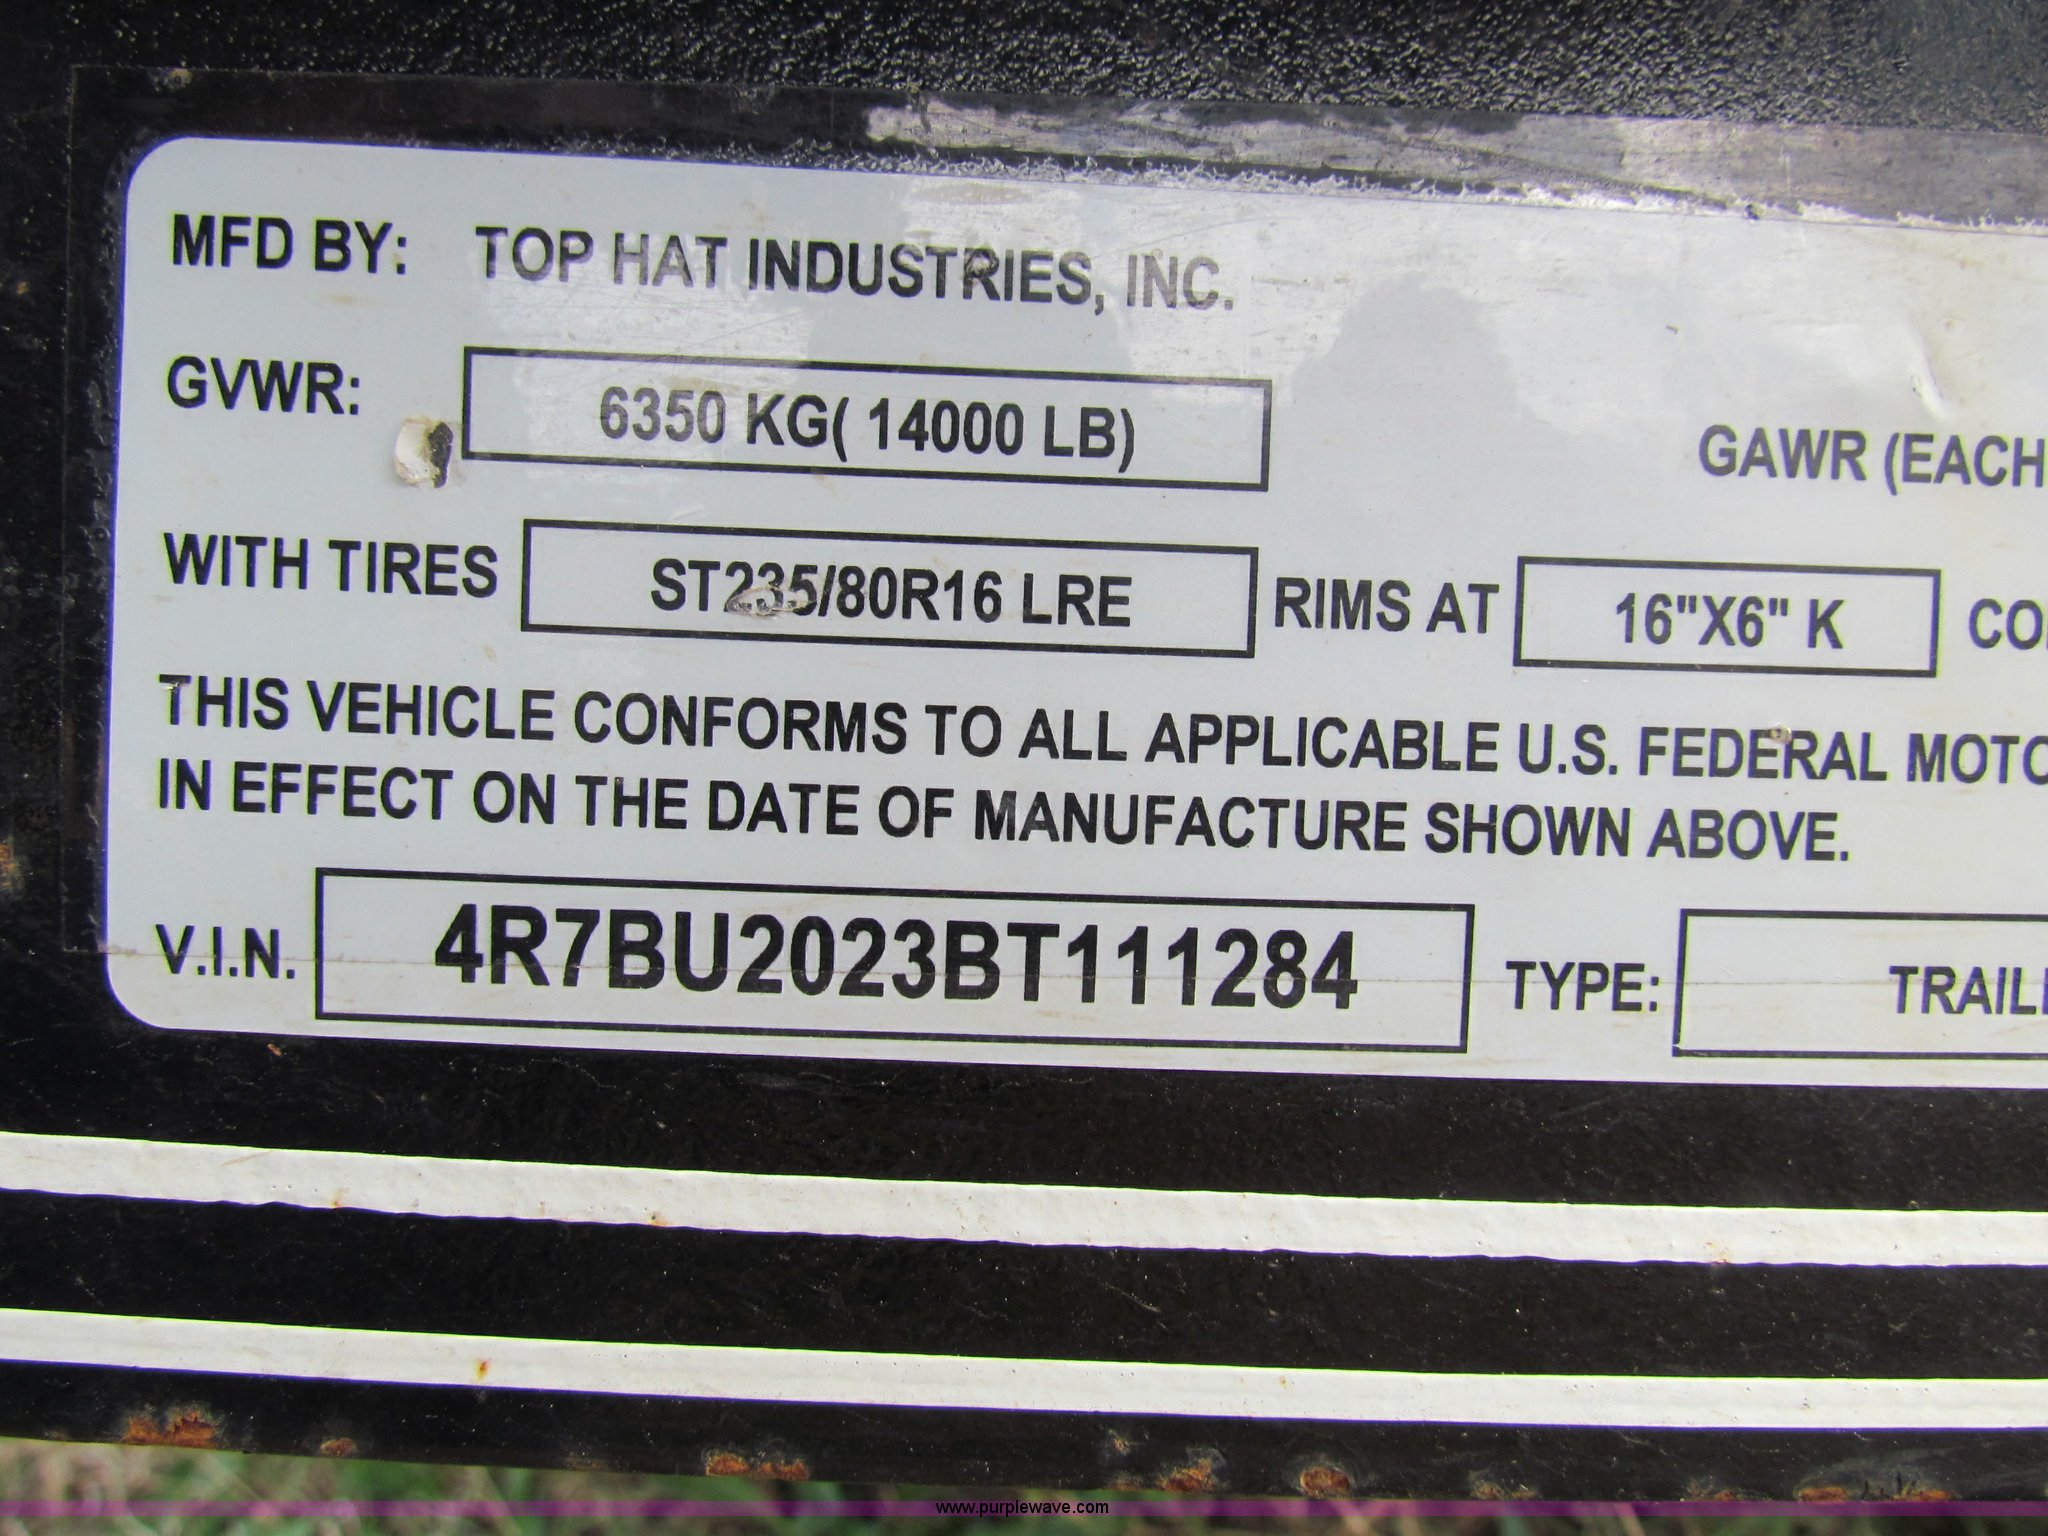 MFD BY: TOP HAT INDUSTRIES, INC.
GVWR: 6350 KG( 14000 LB)
GAWR (EACH
WITH TIRES ST235/80R16 LRE RIMS AT 16"X6" K
THIS VEHICLE CONFORMS TO ALL APPLICABLE U.S. FEDERAL
IN EFFECT ON THE DATE OF MANUFACTURE SHOWN ABOVE.
V.I.N. 4R7BU2023BT111284 TYPE:
www.purplewave.com